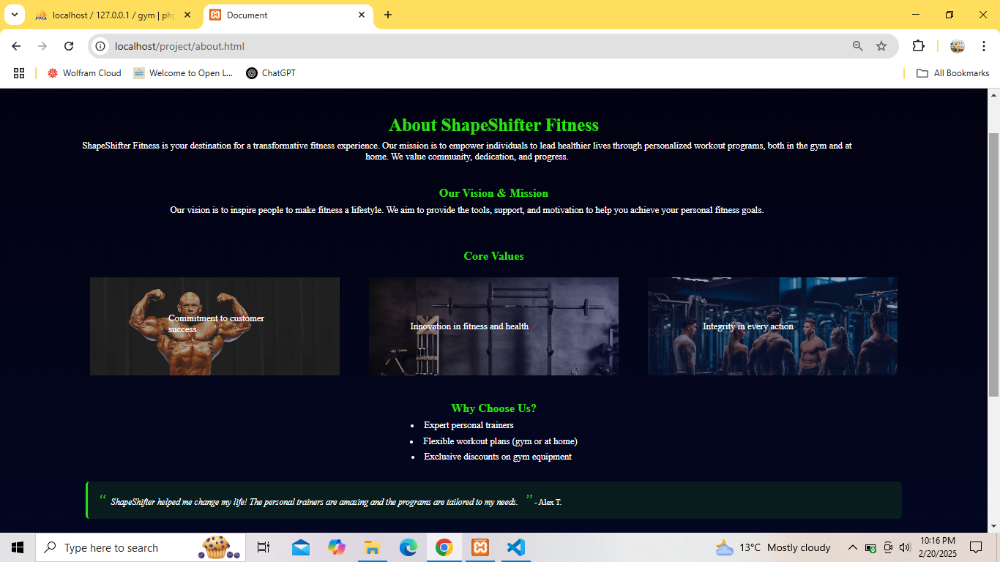 localhost / 127.0.0.1 / gym | php
Document
localhost/project/about.html
Wolfram Cloud
Welcome to Open L...
ChatGPT
All Bookmarks
About ShapeShifter Fitness
ShapeShifter Fitness is your destination for a transformative fitness experience. Our mission is to empower individuals to lead healthier lives through personalized workout programs, both in the gym and at
home. We value community, dedication, and progress.
Our Vision & Mission
Our vision is to inspire people to make fitness a lifestyle. We aim to provide the tools, support, and motivation to help you achieve your personal fitness goals.
Core Values
Commitment to customer
success
Innovation in fitness and health
Integrity in every action
Why Choose Us?
• Expert personal trainers
• Flexible workout plans (gym or at home)
• Exclusive discounts on gym equipment
“ ShapeShifter helped me change my life! The personal trainers are amazing and the programs are tailored to my needs. ” - Alex T.
Type here to search
13°C Mostly cloudy
10:16 PM
2/20/2025